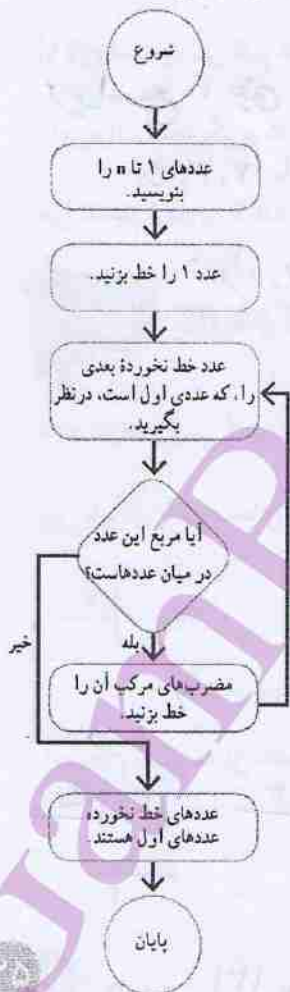 شروع
عددهای ۱ تا n را
بنویسید.
عدد ۱ را خط بزنید.
عدد خط نخوردهٔ بعدی
را، که عددی اول است، درنظر
بگیرید.
آیا مربع این عدد
در میان عددهاست؟
خیر
بله
مضرب‌های مرکب آن را
خط بزنید.
عددهای خط نخورده
عددهای اول هستند.
پایان